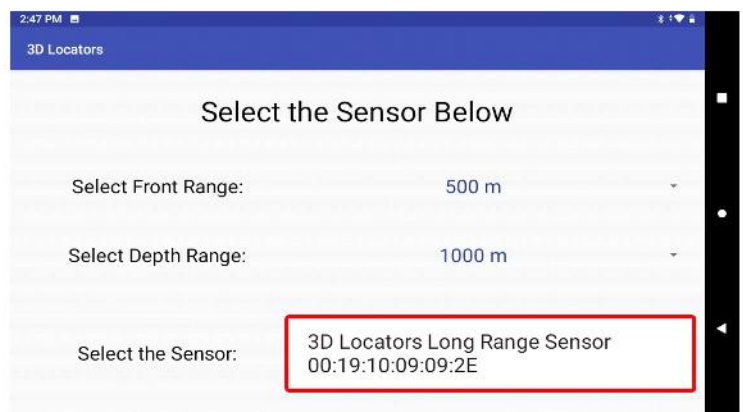 2:47 PM
3D Locators
Select the Sensor Below
Select Front Range:
500 m
Select Depth Range:
1000 m
Select the Sensor:
3D Locators Long Range Sensor
00:19:10:09:09:2E